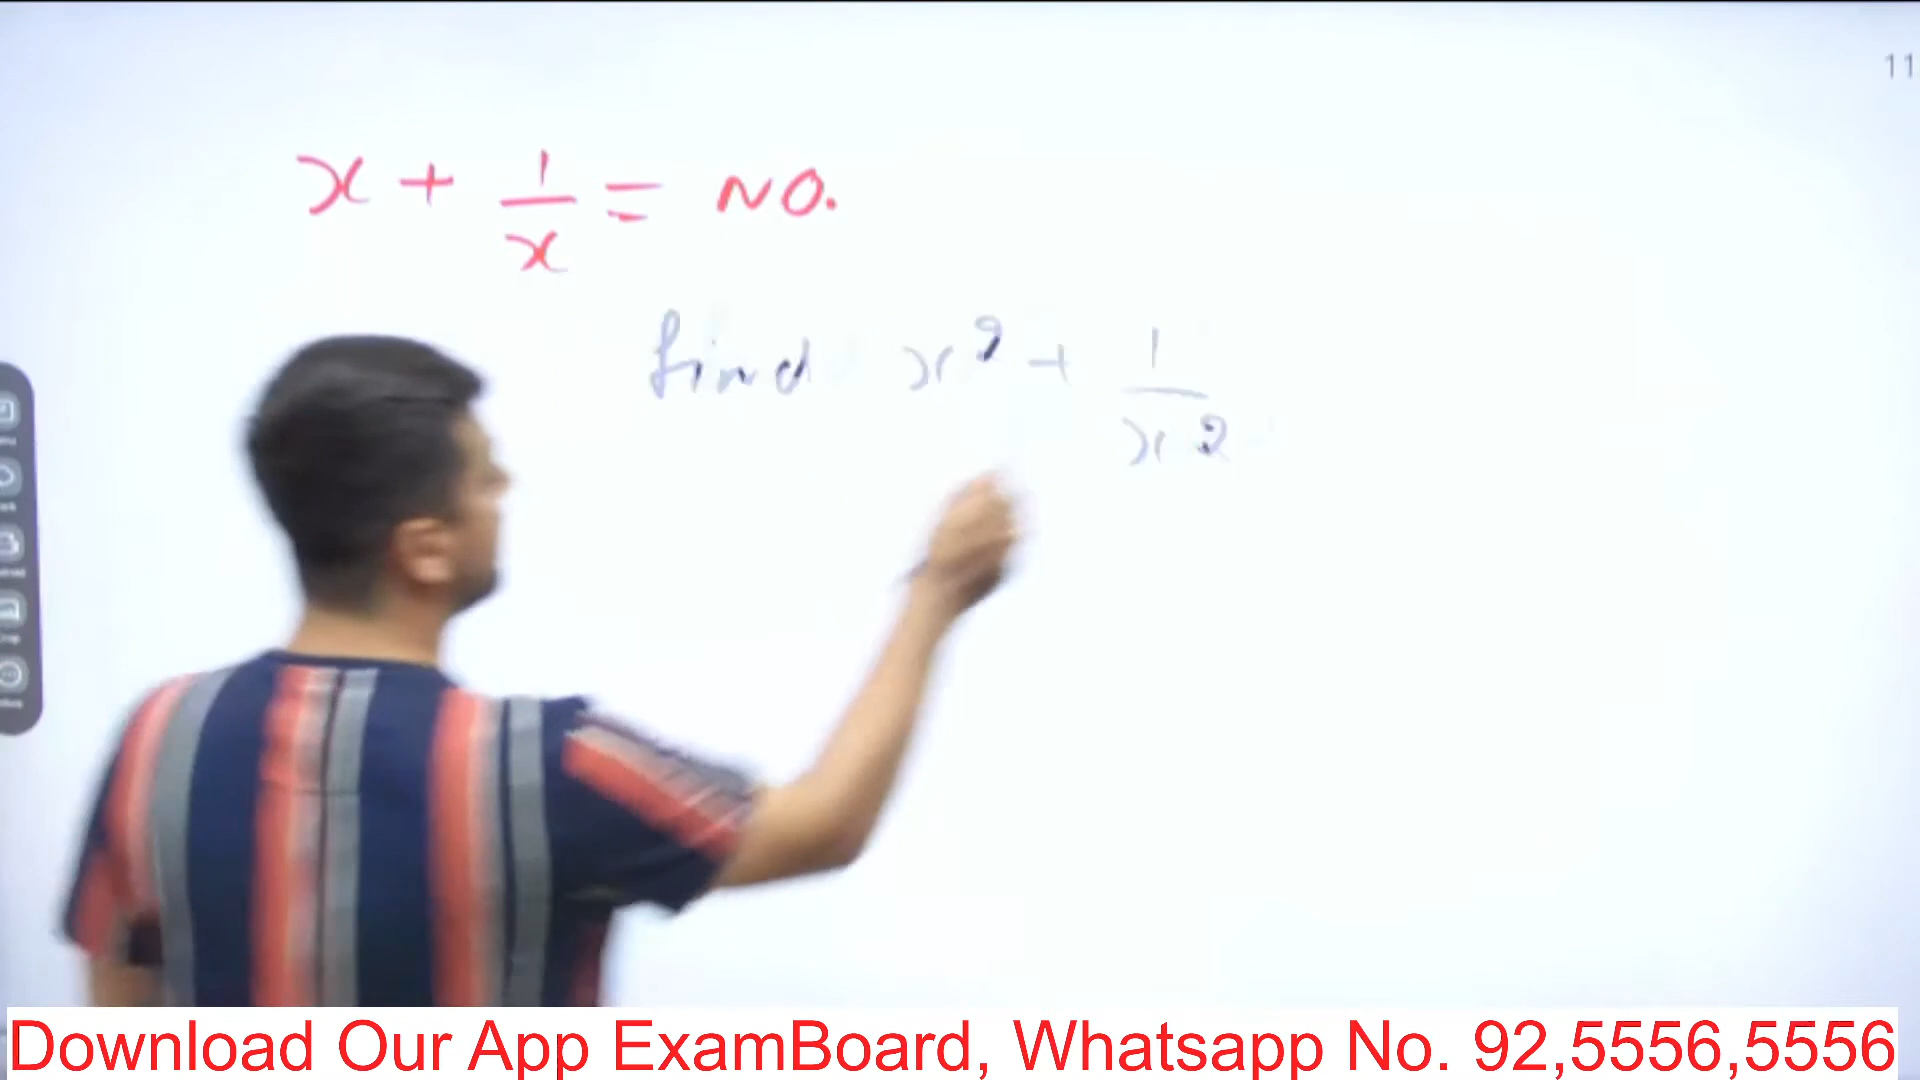 11
x + 1/x = NO.
find x² + 1/x²
Download Our App ExamBoard, Whatsapp No. 92,5556,5556